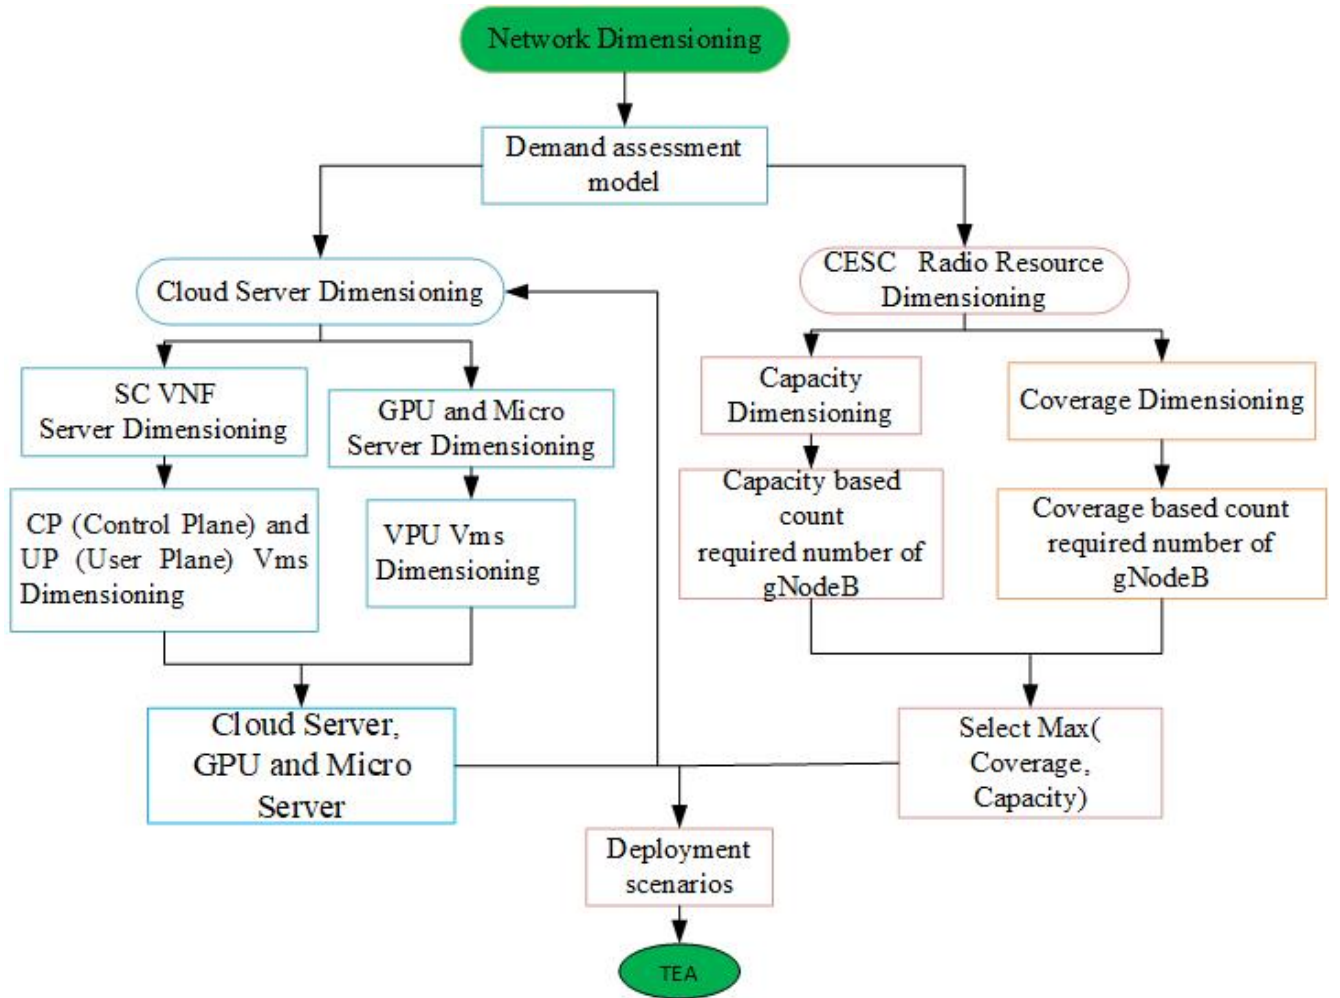 Network Dimensioning
Demand assessment
model
Cloud Server Dimensioning
CESC Radio Resource
Dimensioning
SC VNF
Server Dimensioning
GPU and Micro
Server Dimensioning
Capacity
Dimensioning
Coverage Dimensioning
CP (Control Plane) and
UP (User Plane) Vms
Dimensioning
VPU Vms
Dimensioning
Capacity based
count
required number of
gNodeB
Coverage based count
required number of
gNodeB
Cloud Server,
GPU and Micro
Server
Select Max(
Coverage,
Capacity)
Deployment
scenarios
TEA